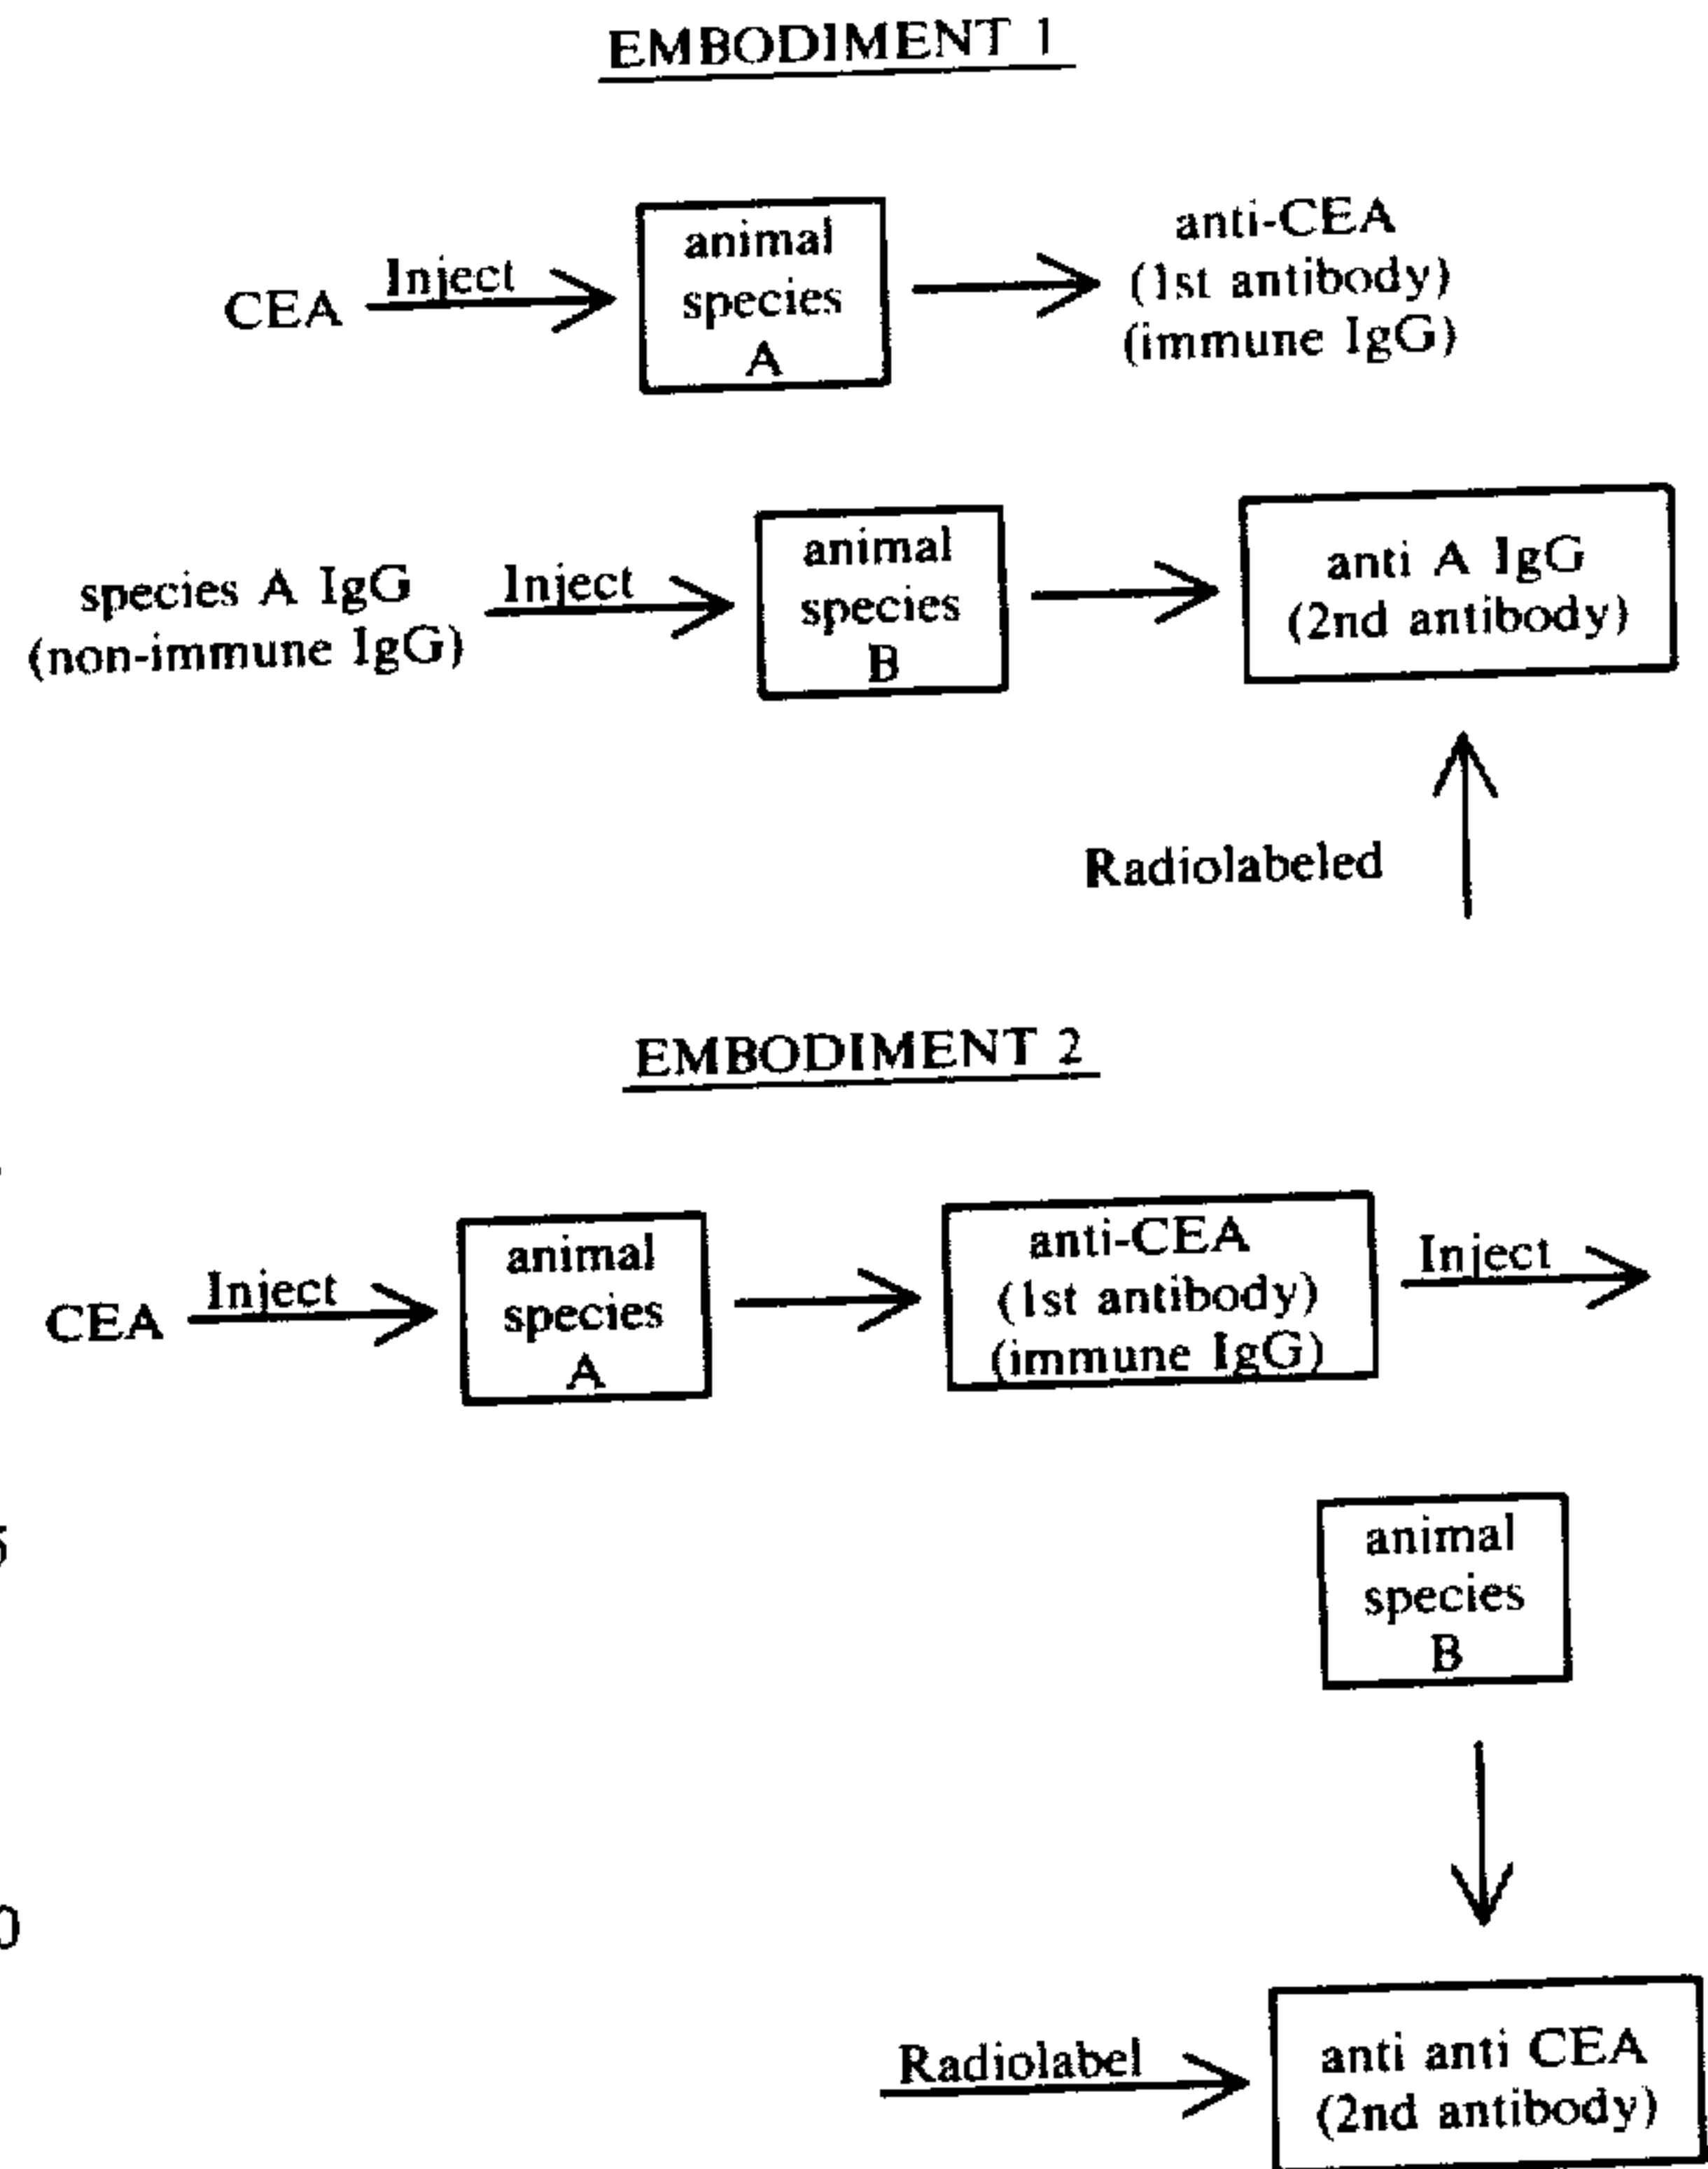 EMBODIMENT 1
CEA
Inject
animal
species
A
anti-CEA
(1st antibody)
(immune IgG)
species A IgG
(non-immune IgG)
Inject
animal
species
B
anti A IgG
(2nd antibody)
Radiolabeled
EMBODIMENT 2
CEA
Inject
animal
species
A
anti-CEA
(1st antibody)
(immune IgG)
Inject
animal
species
B
Radiolabel
anti anti CEA
(2nd antibody)